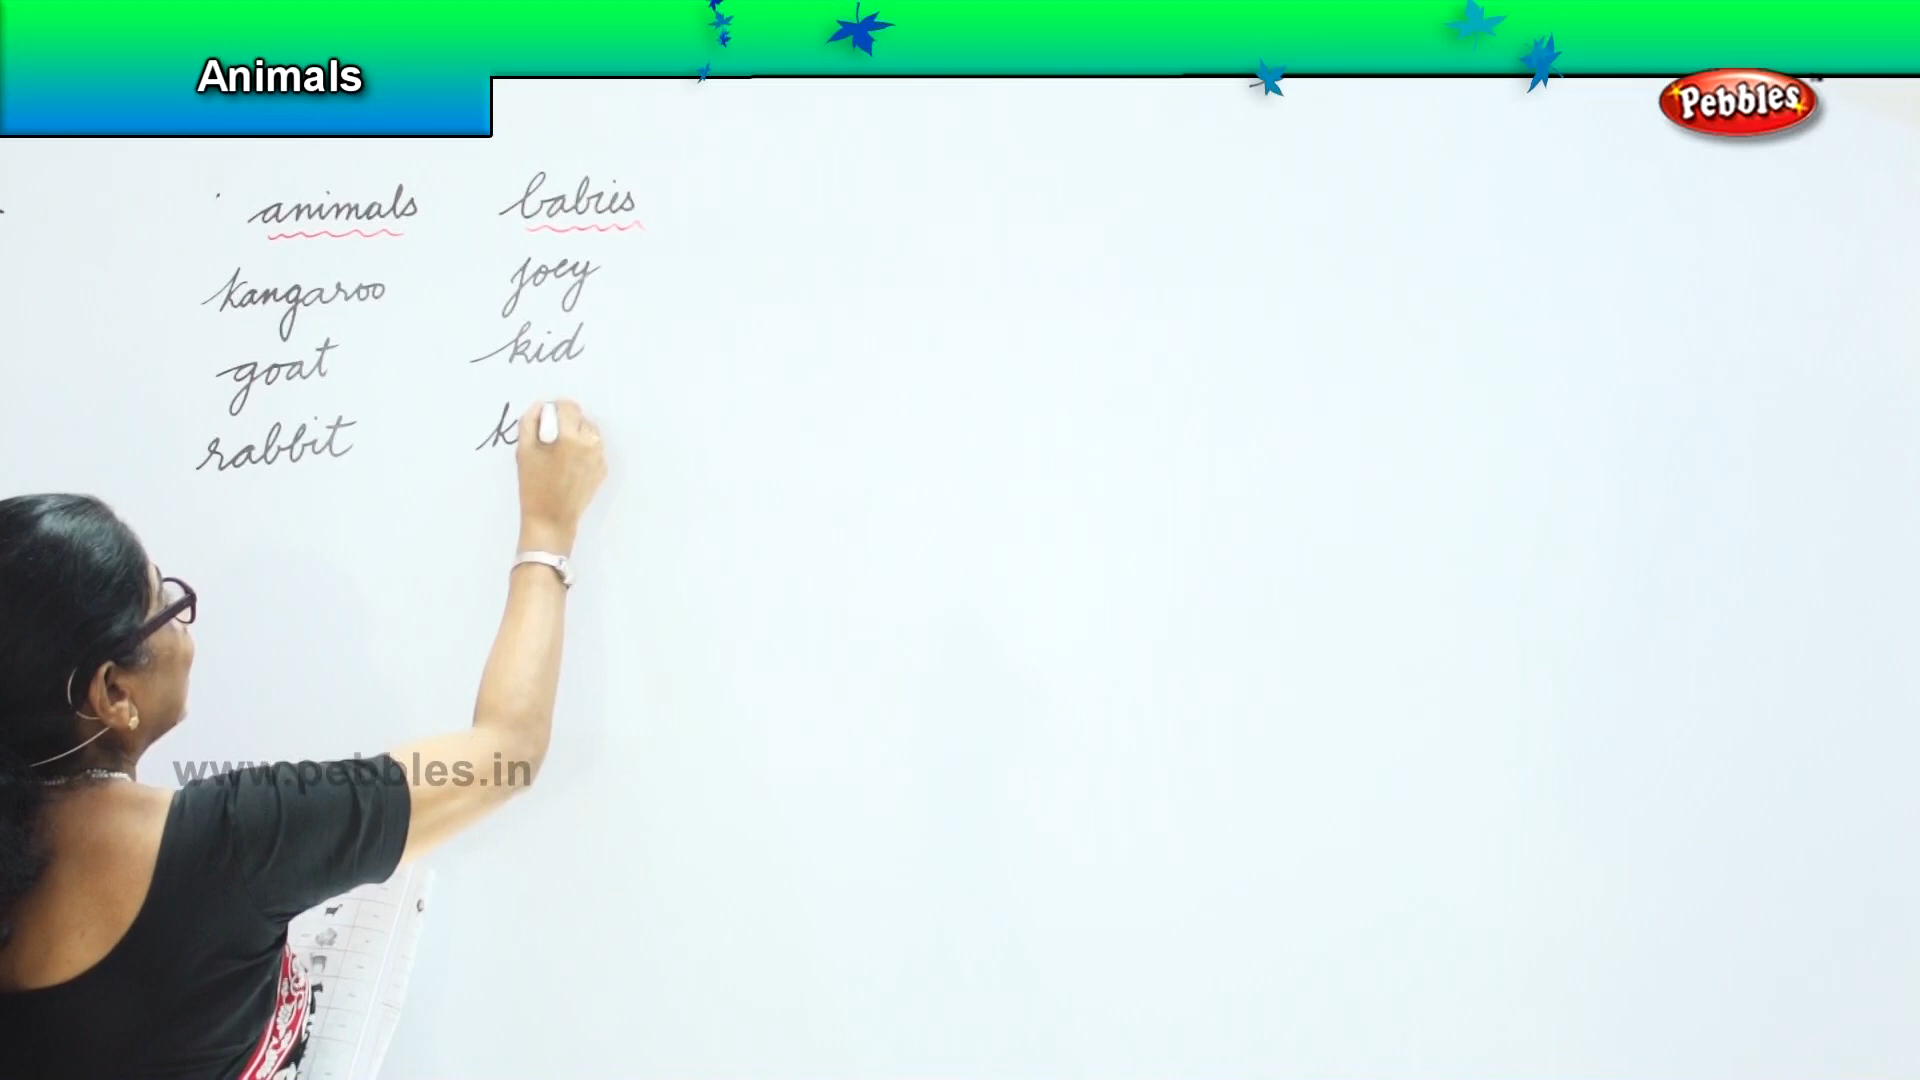 Animals
Pebbles
animals babies
kangaroo joey
goat kid
rabbit k
www.pebbles.in